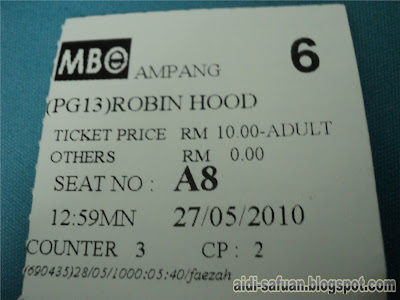 MBO AMPANG 6
(PG13)ROBIN HOOD
TICKET PRICE RM 10.00-ADULT
OTHERS RM 0.00
SEAT NO : A8
12:59MN 27/05/2010
COUNTER 3 CP : 2
(690435)28/05/1000:05:40/faezah
aidi-safuan.blogspot.com